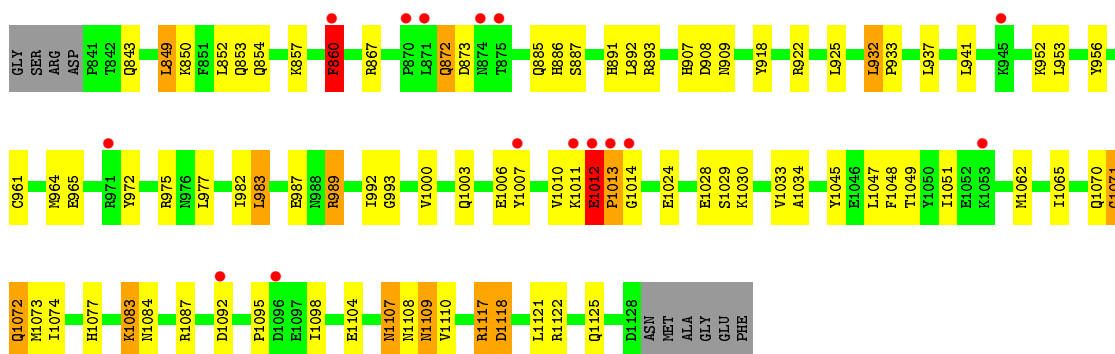 GLY SER ARG ASP P841 T842 Q843 L849 K850 F851 L852 Q853 Q854 K857 F860 R867 P870 L871 Q872 D873 N874 T875 Q885 H886 S887 H891 L892 R893 H907 D908 N909 Y918 R922 L925 L932 P933 L937 L941 K945 K952 L953 Y956
C961 M964 E965 R971 Y972 R975 N976 L977 I982 L983 E987 N988 R989 I992 G993 V1000 Q1003 E1006 Y1007 V1010 K1011 E1012 P1013 G1014 E1024 E1028 S1029 K1030 V1033 A1034 Y1045 E1046 L1047 F1048 T1049 Y1050 I1051 E1052 K1053 M1062 I1065 Q1070
Q1072 M1073 I1074 H1077 K1083 N1084 R1087 D1092 P1095 D1096 E1097 I1098 E1104 N1107 N1108 N1109 V1110 R1117 D1118 L1121 R1122 Q1125 D1128 ASN MET ALA GLY GLU PHE